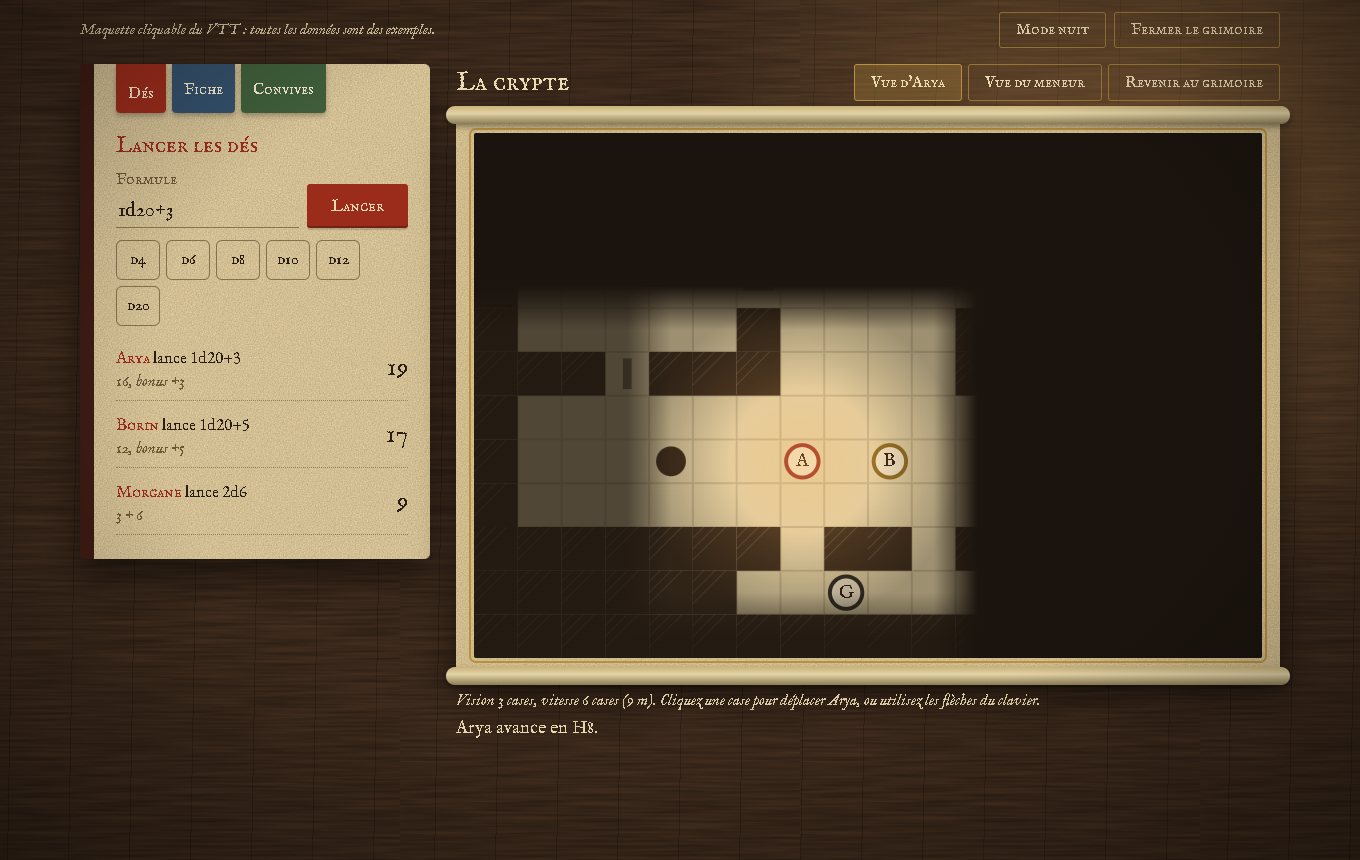 Maquette cliquable du VTT : toutes les données sont des exemples.
Mode nuit
Fermer le grimoire
Dés
Fiche
Convives
La crypte
Vue d'Arya
Vue du meneur
Revenir au grimoire
Lancer les dés
Formule
1d20+3
Lancer
D4
D6
D8
D10
D12
D20
Arya lance 1d20+3
16, bonus +3
19
Borin lance 1d20+5
12, bonus +5
17
Morgane lance 2d6
3 + 6
9
A
B
G
Vision 3 cases, vitesse 6 cases (9 m). Cliquez une case pour déplacer Arya, ou utilisez les flèches du clavier.
Arya avance en H8.